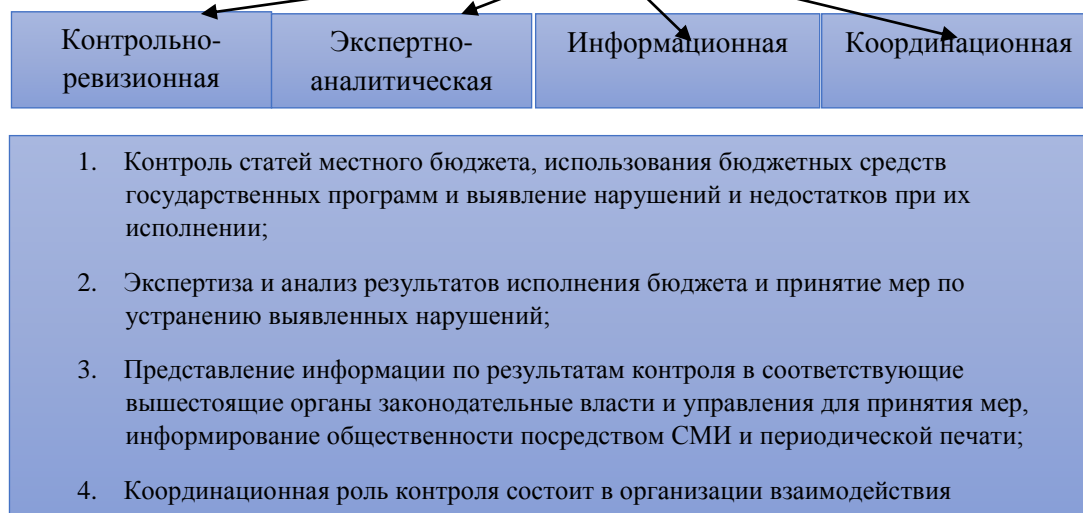 Контрольно-
ревизионная
Экспертно-
аналитическая
Информационная
Координационная
1. Контроль статей местного бюджета, использования бюджетных средств
государственных программ и выявление нарушений и недостатков при их
исполнении;
2. Экспертиза и анализ результатов исполнения бюджета и принятие мер по
устранению выявленных нарушений;
3. Представление информации по результатам контроля в соответствующие
вышестоящие органы законодательные власти и управления для принятия мер,
информирование общественности посредством СМИ и периодической печати;
4. Координационная роль контроля состоит в организации взаимодействия